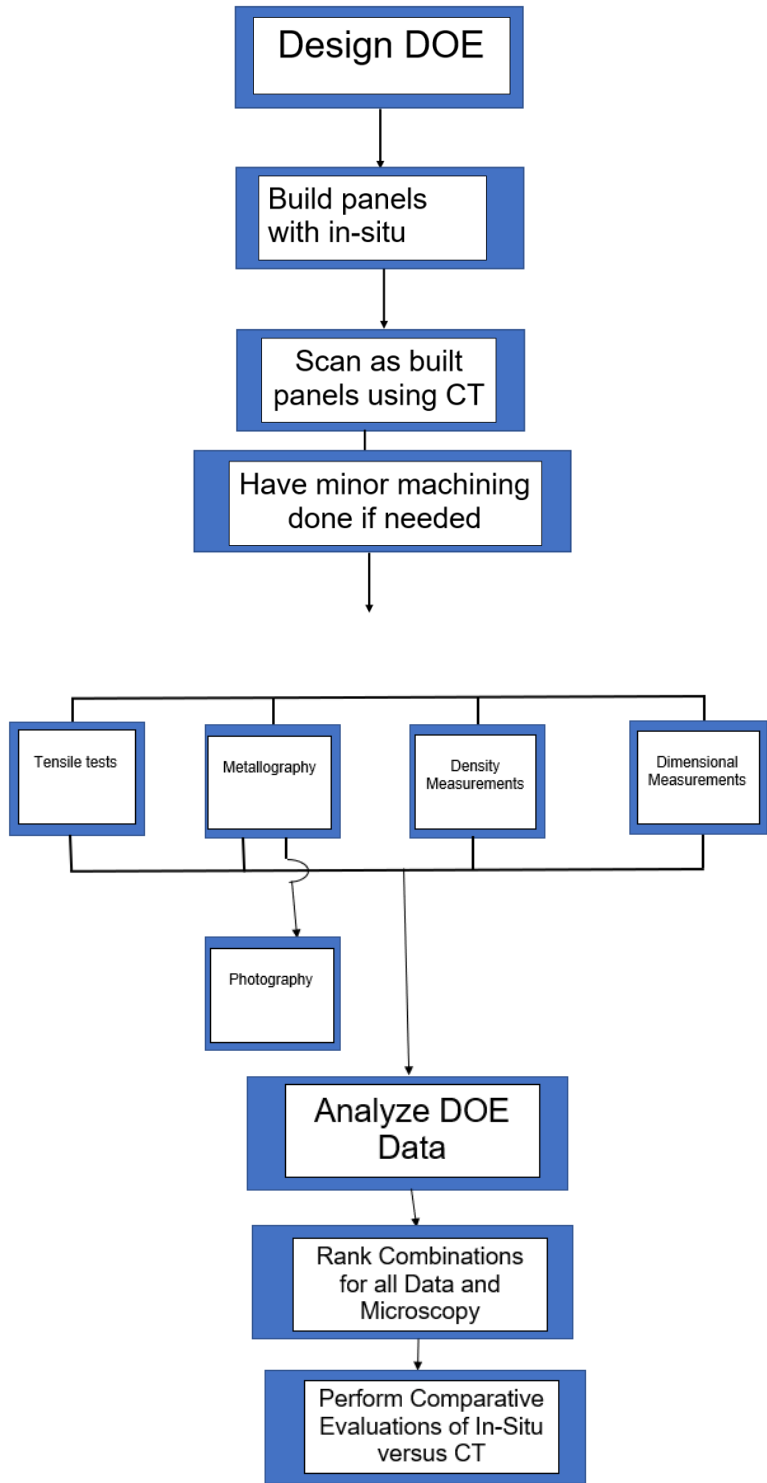 Design DOE
Build panels
with in-situ
Scan as built
panels using CT
Have minor machining
done if needed
Tensile tests
Metallography
Density
Measurements
Dimensional
Measurements
Photography
Analyze DOE
Data
Rank Combinations
for all Data and
Microscopy
Perform Comparative
Evaluations of In-Situ
versus CT